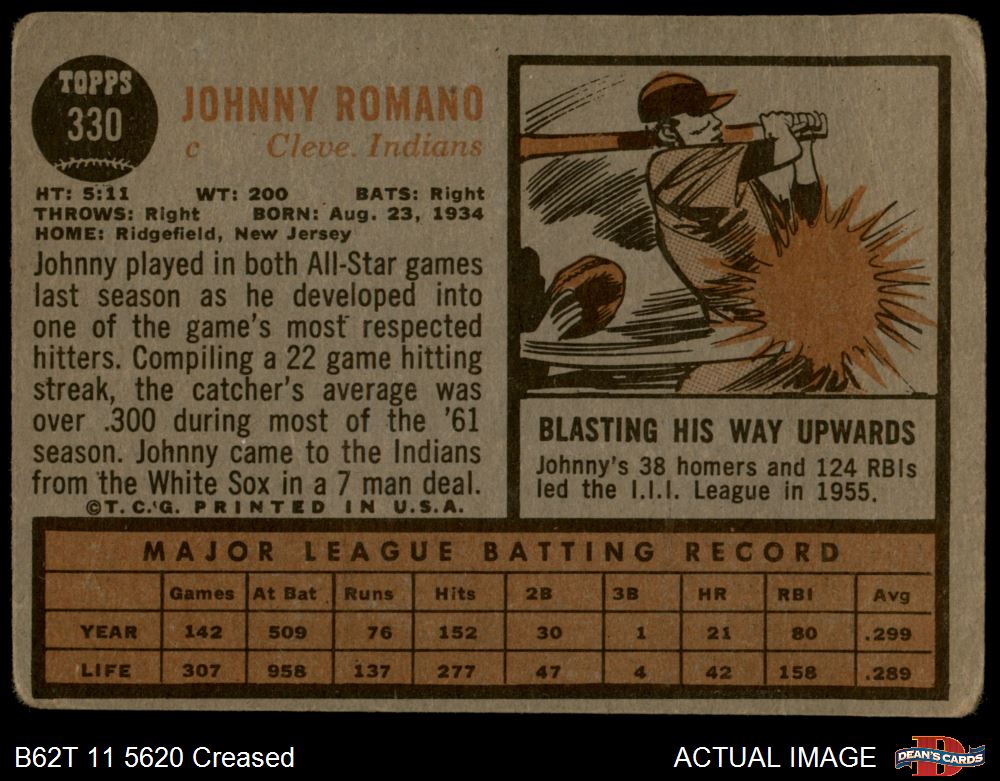 TOPPS
330
JOHNNY ROMANO
C Cleve. Indians
HT: 5:11 WT: 200 BATS: Right
THROWS: Right BORN: Aug. 23, 1934
HOME: Ridgefield, New Jersey
Johnny played in both All-Star games
last season as he developed into
one of the game's most respected
hitters. Compiling a 22 game hitting
streak, the catcher's average was
over .300 during most of the '61
season. Johnny came to the Indians
from the White Sox in a 7 man deal.
©T.C.G. PRINTED IN U.S.A.
BLASTING HIS WAY UPWARDS
Johnny's 38 homers and 124 RBIs
led the I.I.I. League in 1955.
MAJOR LEAGUE BATTING RECORD
Games At Bat Runs Hits 2B 3B HR RBI Avg
YEAR 142 509 76 152 30 1 21 80 .299
LIFE 307 958 137 277 47 4 42 158 .289
B62T 11 5620 Creased
ACTUAL IMAGE
DEAN'S CARDS